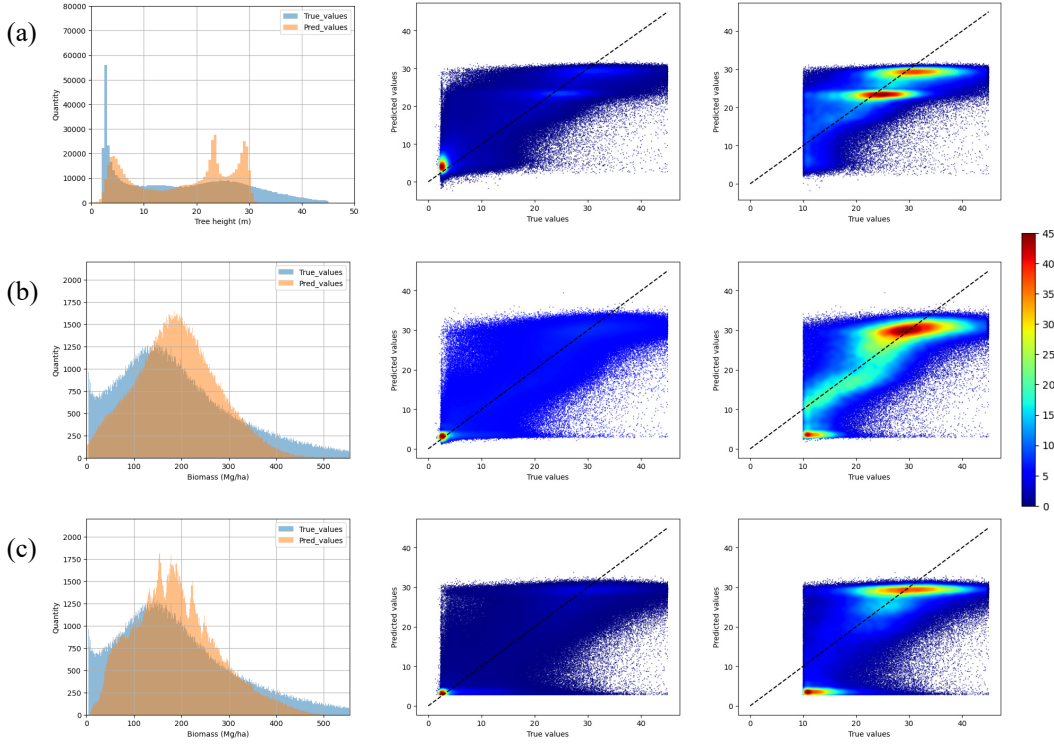 (a)
80000
70000
60000
50000
40000
30000
20000
10000
0
Quantity
True_values
Pred_values
0 10 20 30 40 50
Tree height (m)
40
30
20
10
0
Predicted values
0 10 20 30 40
True values
40
30
20
10
0
Predicted values
0 10 20 30 40
True values
(b)
2000
1750
1500
1250
1000
750
500
250
0
Quantity
True_values
Pred_values
0 100 200 300 400 500
Biomass (Mg/ha)
40
30
20
10
0
Predicted values
0 10 20 30 40
True values
40
30
20
10
0
Predicted values
0 10 20 30 40
True values
45
40
35
30
25
20
15
10
5
0
(c)
2000
1750
1500
1250
1000
750
500
250
0
Quantity
True_values
Pred_values
0 100 200 300 400 500
Biomass (Mg/ha)
40
30
20
10
0
Predicted values
0 10 20 30 40
True values
40
30
20
10
0
Predicted values
0 10 20 30 40
True values